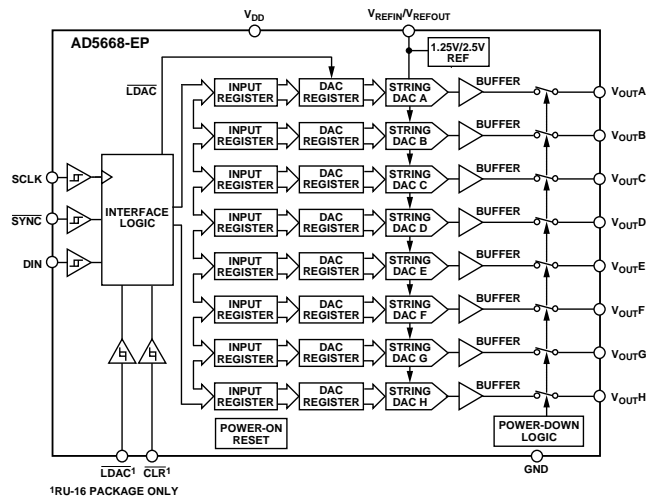 VDD
VREFIN/VREFOUT
AD5668-EP
1.25V/2.5V
REF
LDAC
INPUT
REGISTER
DAC
REGISTER
STRING
DAC A
BUFFER
VOUTA
INPUT
REGISTER
DAC
REGISTER
STRING
DAC B
BUFFER
VOUTB
INPUT
REGISTER
DAC
REGISTER
STRING
DAC C
BUFFER
VOUTC
SCLK
SYNC
DIN
INTERFACE
LOGIC
INPUT
REGISTER
DAC
REGISTER
STRING
DAC D
BUFFER
VOUTD
INPUT
REGISTER
DAC
REGISTER
STRING
DAC E
BUFFER
VOUTE
INPUT
REGISTER
DAC
REGISTER
STRING
DAC F
BUFFER
VOUTF
INPUT
REGISTER
DAC
REGISTER
STRING
DAC G
BUFFER
VOUTG
INPUT
REGISTER
DAC
REGISTER
STRING
DAC H
BUFFER
VOUTH
POWER-ON
RESET
POWER-DOWN
LOGIC
LDAC1
CLR1
GND
1RU-16 PACKAGE ONLY